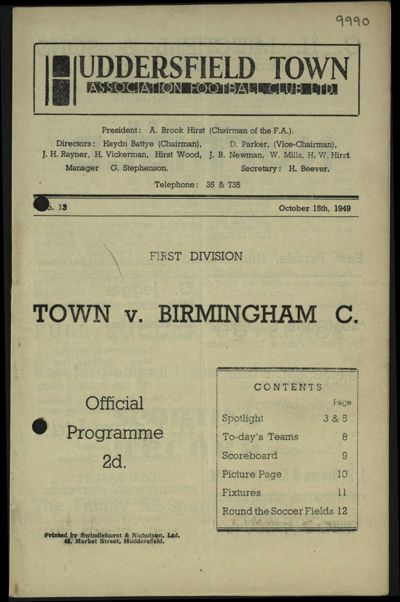 9990
HUDDERSFIELD TOWN
ASSOCIATION FOOTBALL CLUB LTD.
President: A. Brook Hirst (Chairman of the F.A.).
Directors: Haydn Battye (Chairman), D. Parker, (Vice-Chairman),
J. H. Rayner, H. Vickerman, Hirst Wood, J. B. Newman, W. Mills, H. W. Hirst.
Manager G. Stephenson. Secretary: H. Beever.
Telephone: 35 & 735
o. 13 October 15th, 1949
FIRST DIVISION
TOWN v. BIRMINGHAM C.
Official
Programme
2d.
CONTENTS
Page
Spotlight 3 & 5
To-day's Teams 8
Scoreboard 9
Picture Page 10
Fixtures 11
Round the Soccer Fields 12
Printed by Swindlehurst & Nicholson, Ltd.
42, Market Street, Huddersfield.